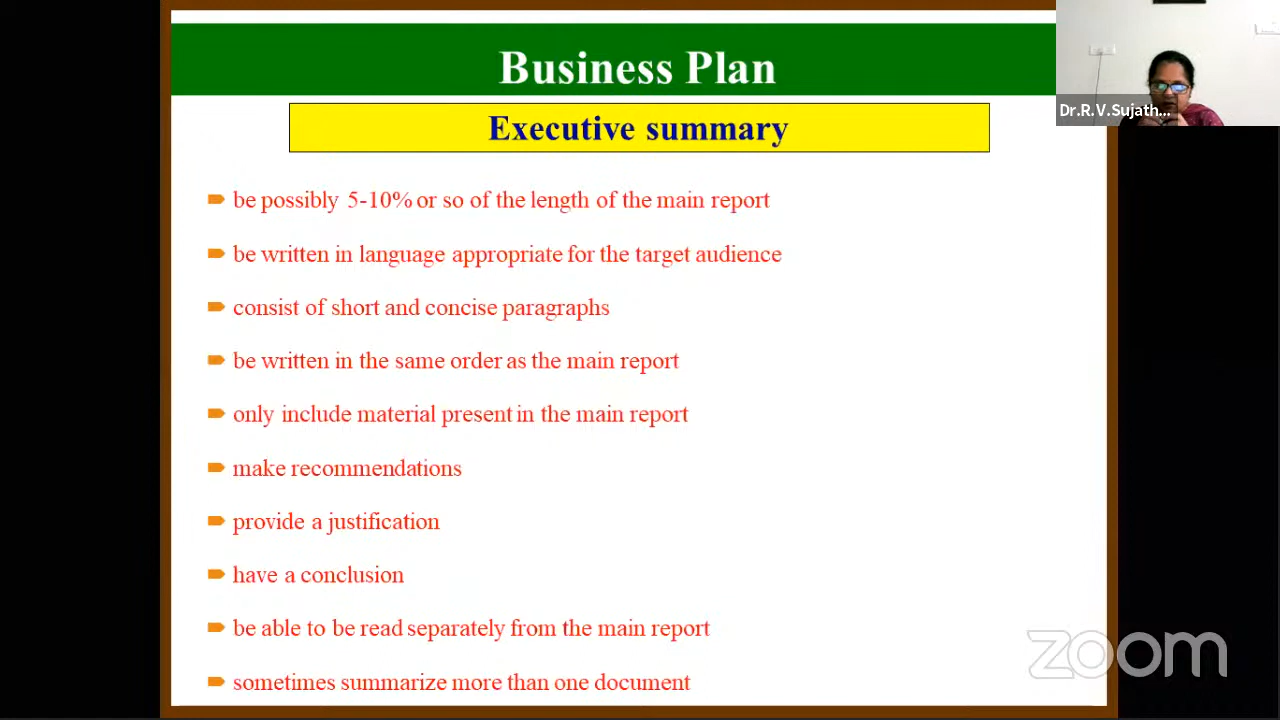 Business Plan
Executive summary
Dr.R.V.Sujath...
be possibly 5-10% or so of the length of the main report
be written in language appropriate for the target audience
consist of short and concise paragraphs
be written in the same order as the main report
only include material present in the main report
make recommendations
provide a justification
have a conclusion
be able to be read separately from the main report
sometimes summarize more than one document
zoom